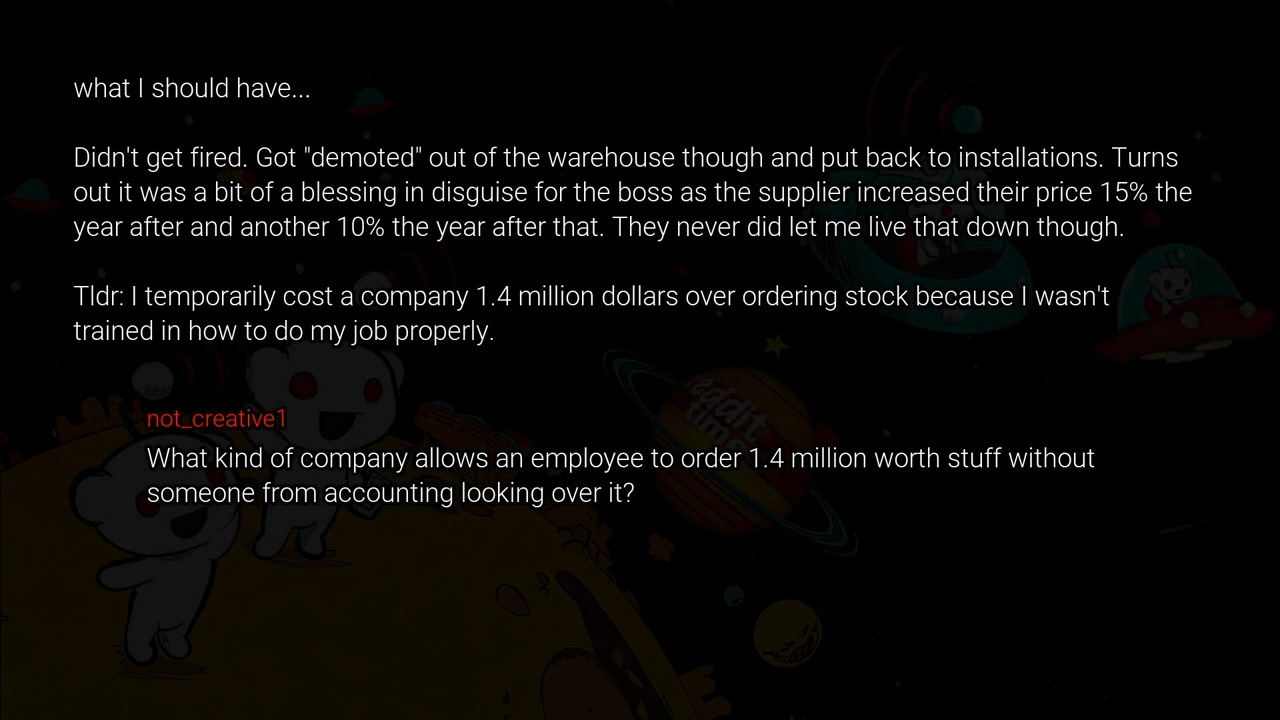 what I should have...
Didn't get fired. Got "demoted" out of the warehouse though and put back to installations. Turns
out it was a bit of a blessing in disguise for the boss as the supplier increased their price 15% the
year after and another 10% the year after that. They never did let me live that down though.
Tldr: I temporarily cost a company 1.4 million dollars over ordering stock because I wasn't
trained in how to do my job properly.
not_creative1
What kind of company allows an employee to order 1.4 million worth stuff without
someone from accounting looking over it?
reddit
time